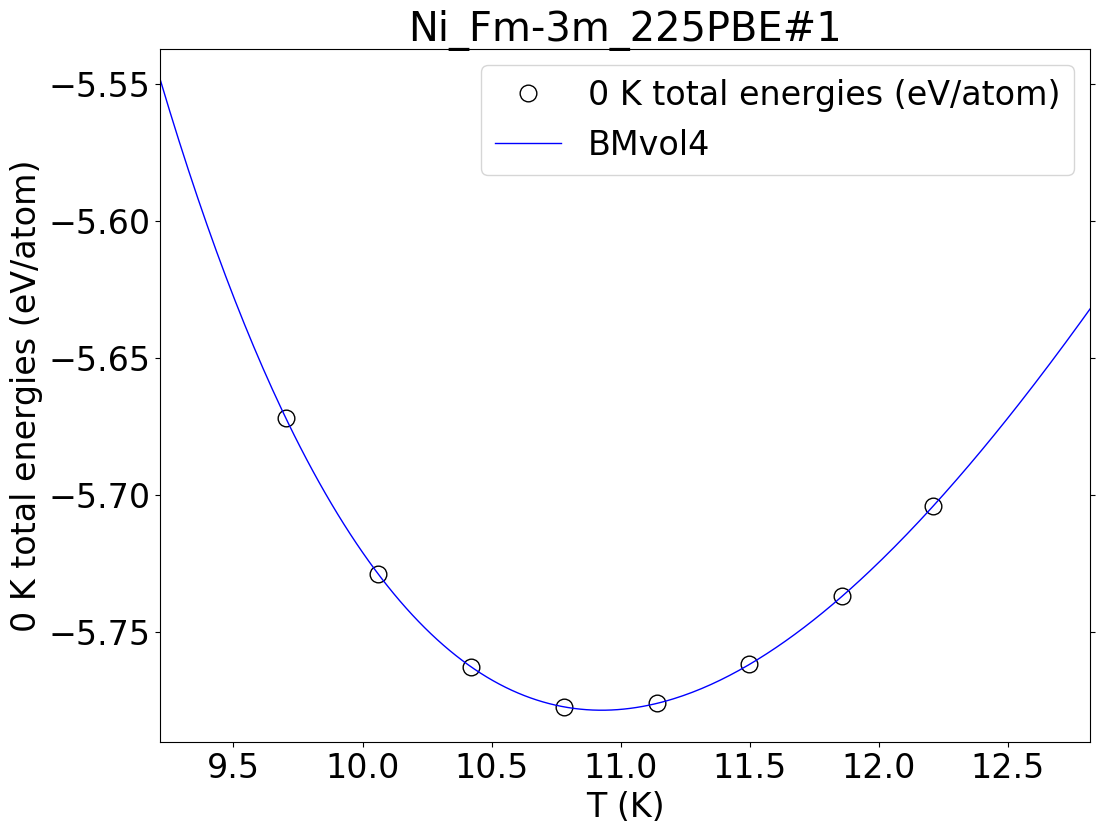 Ni_Fm-3m_225PBE#1
0 K total energies (eV/atom)
BMvol4
0 K total energies (eV/atom)
−5.55
−5.60
−5.65
−5.70
−5.75
9.5 10.0 10.5 11.0 11.5 12.0 12.5
T (K)